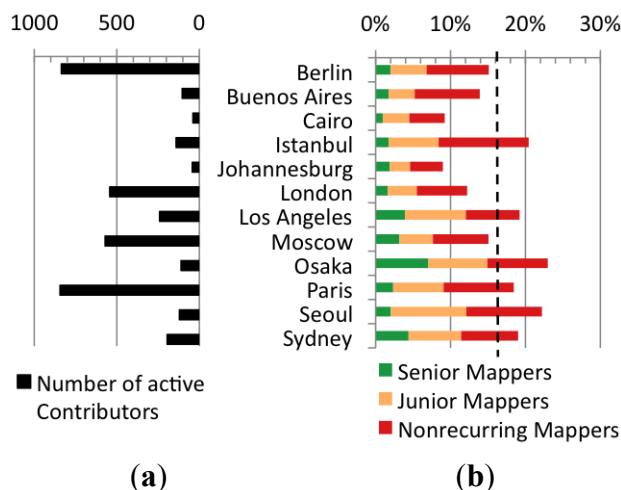 1000 500 0 0% 10% 20% 30%
Berlin
Buenos Aires
Cairo
Istanbul
Johannesburg
London
Los Angeles
Moscow
Osaka
Paris
Seoul
Sydney
Number of active
Contributors
Senior Mappers
Junior Mappers
Nonrecurring Mappers
(a) (b)